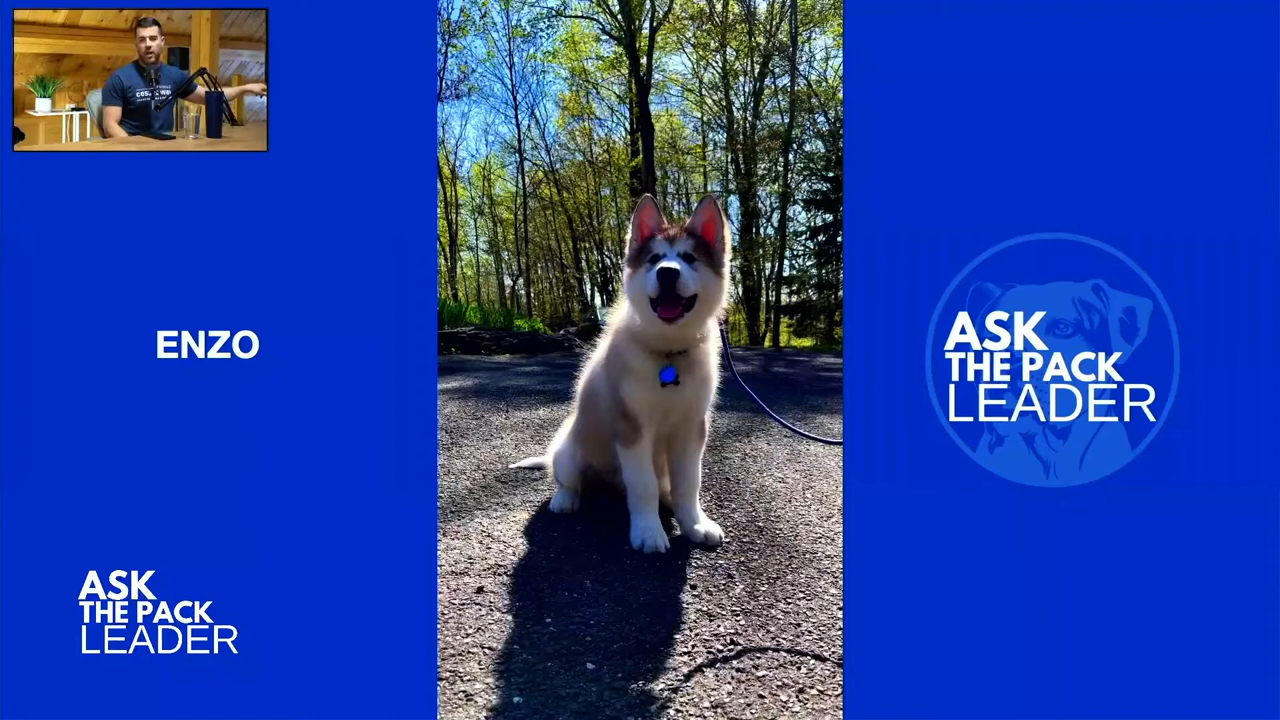 ENZO
ASK
THE PACK
LEADER
ASK
THE PACK
LEADER